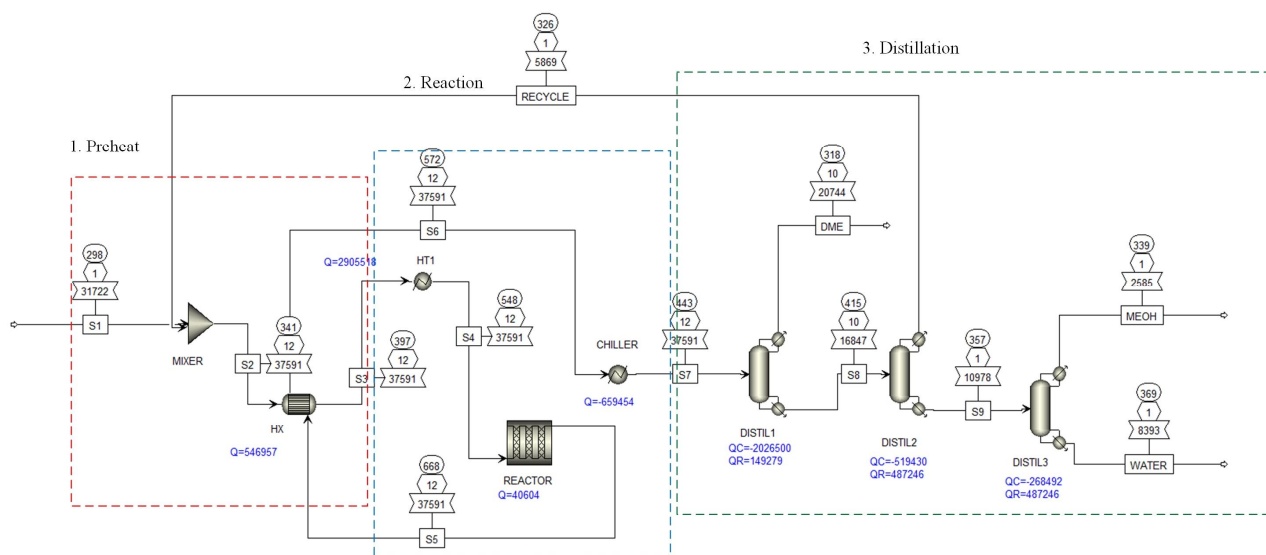 326
1
5869
RECYCLE
3. Distillation
2. Reaction
1. Preheat
572
12
37591
S6
318
10
20744
DME
298
1
31722
S1
MIXER
341
12
37591
S2
HX
Q=546957
Q=2905518
HT1
397
12
37591
S3
548
12
37591
S4
REACTOR
Q=40604
668
12
37591
S5
CHILLER
Q=-659454
443
12
37591
S7
DISTIL1
QC=-2026500
QR=149279
415
10
16847
S8
DISTIL2
QC=-519430
QR=487246
357
1
10978
S9
DISTIL3
QC=-268492
QR=487246
339
1
2585
MEOH
369
1
8393
WATER